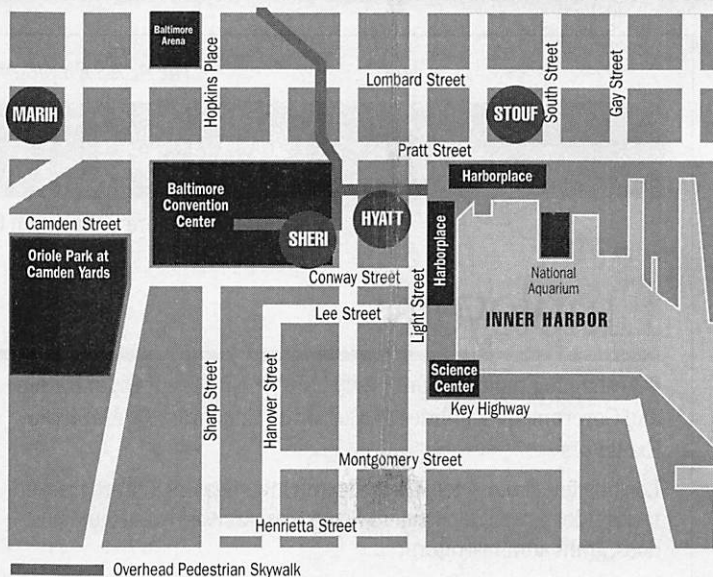 Baltimore
Arena
Hopkins Place
Lombard Street
South Street
Gay Street
MARIH
STOUF
Pratt Street
Harborplace
Baltimore
Convention
Center
HYATT
Camden Street
SHERI
Harborplace
Oriole Park at
Camden Yards
National
Aquarium
Conway Street
Light Street
Lee Street
INNER HARBOR
Science
Center
Sharp Street
Hanover Street
Key Highway
Montgomery Street
Henrietta Street
Overhead Pedestrian Skywalk